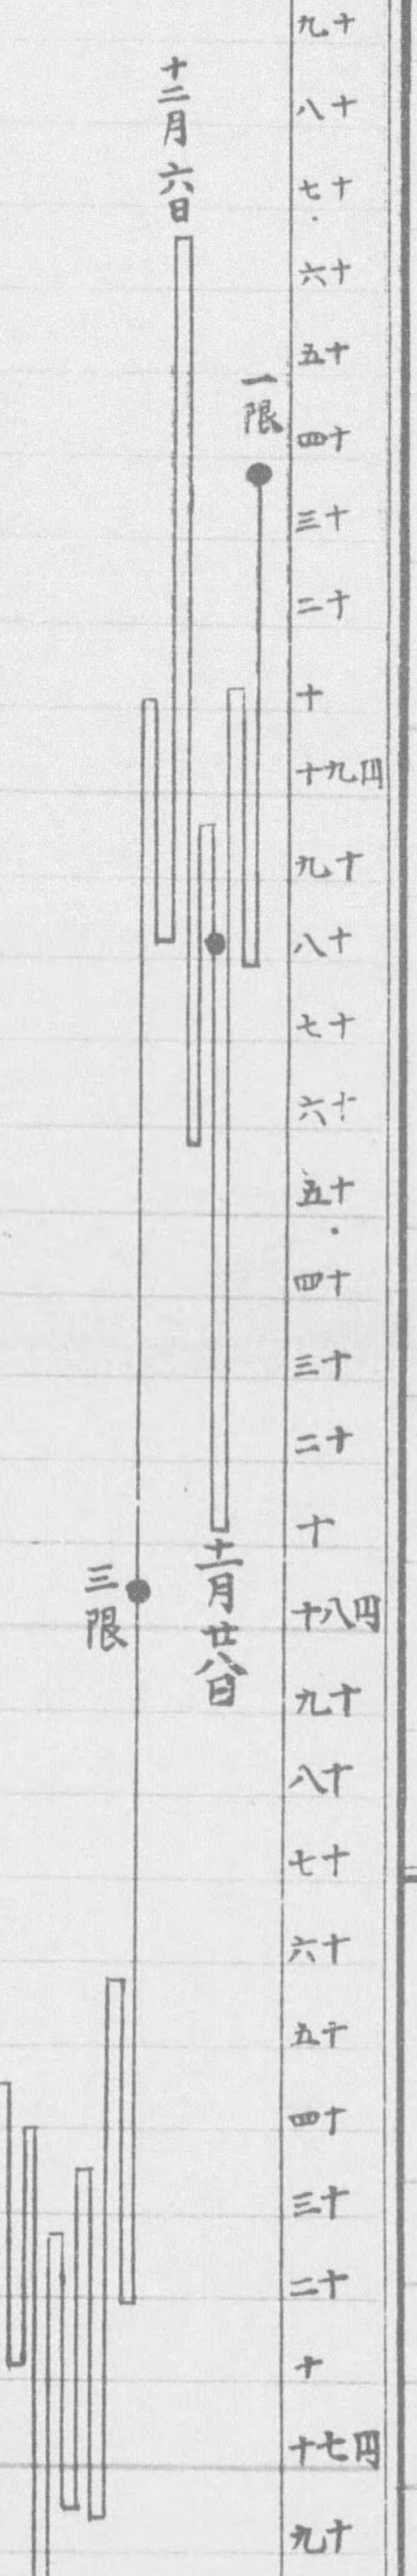 九十
八十
七十
六十
五十
四十
三十
二十
十
十九円
九十
八十
七十
六十
五十
四十
三十
二十
十
十八円
九十
八十
七十
六十
五十
四十
三十
二十
十
十七円
九十
一限
十二月六日
十一月廿八日
三限